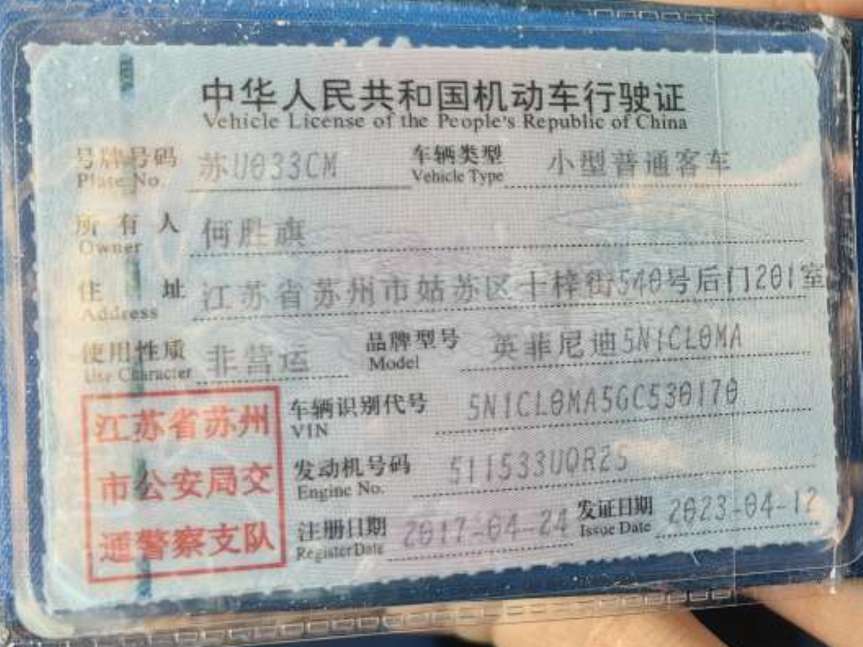 中华人民共和国机动车行驶证
Vehicle License of the People's Republic of China
号牌号码 苏U033CM 车辆类型 小型普通客车
Plate No. Vehicle Type
所有人 何胜旗
Owner
住址 江苏省苏州市姑苏区十梓街540号后门201室
Address
使用性质 非营运 品牌型号 英菲尼迪5N1CL0MA
Use Character Model
江苏省苏州 车辆识别代号 5N1CL0MA5GC530170
VIN
市公安局交 发动机号码 511533UQR25
Engine No.
通警察支队 注册日期 2017-04-24 发证日期 2023-04-12
Register Date Issue Date